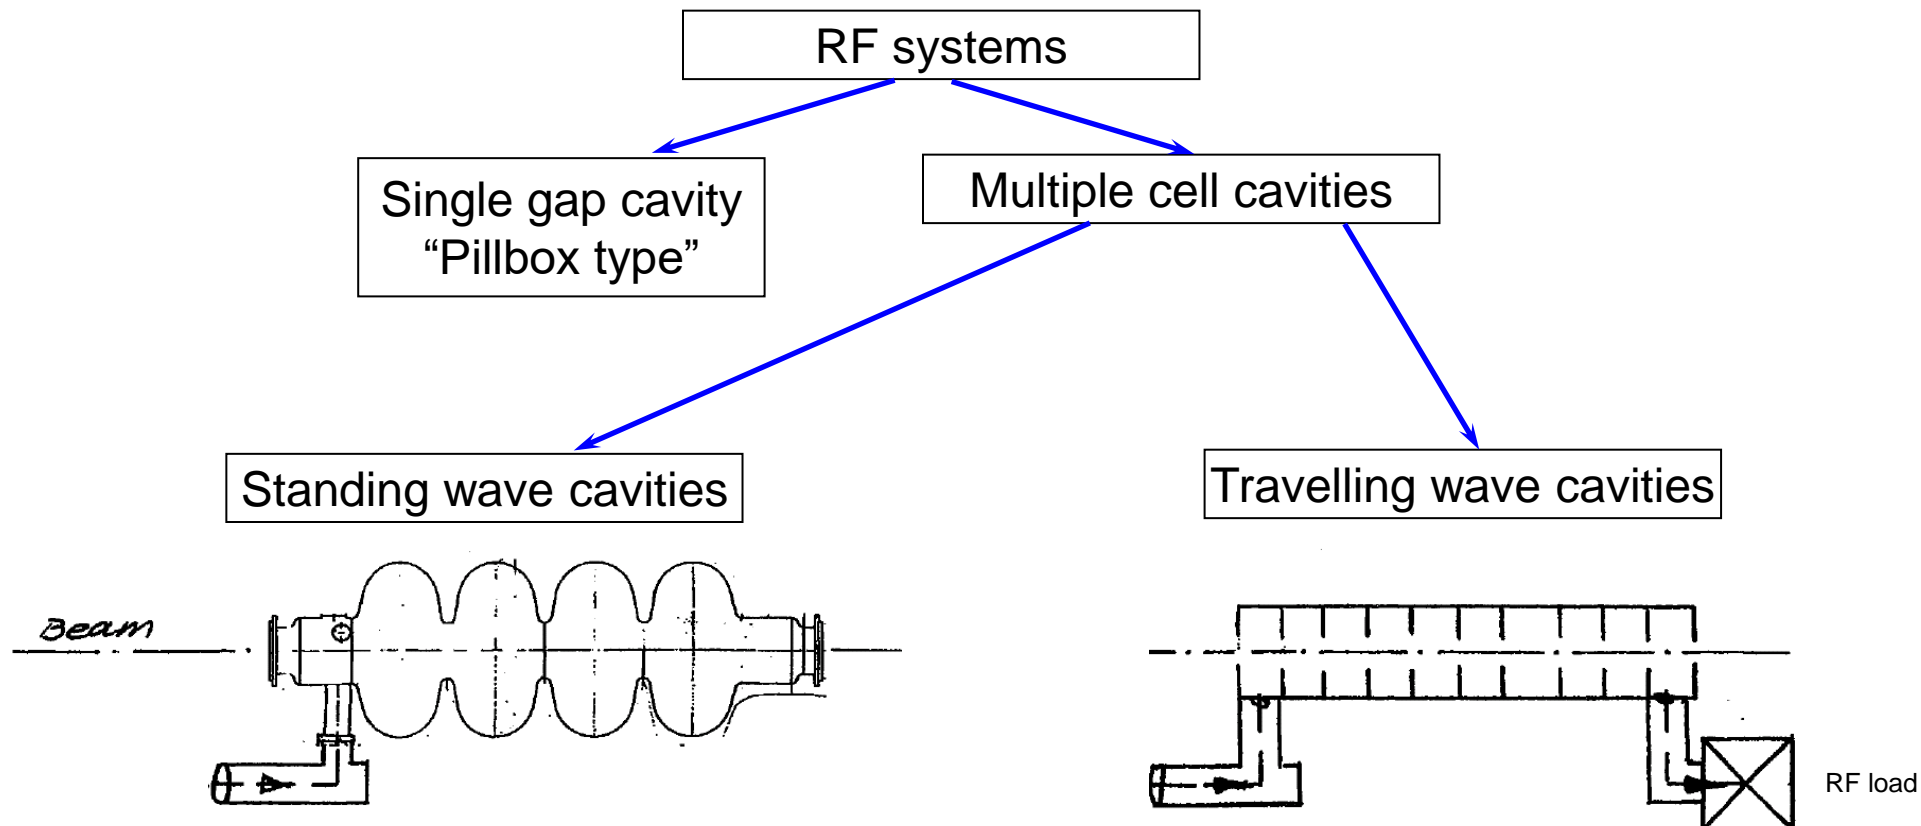 RF systems
Single gap cavity
“Pillbox type”
Multiple cell cavities
Standing wave cavities
Travelling wave cavities
Beam
RF load